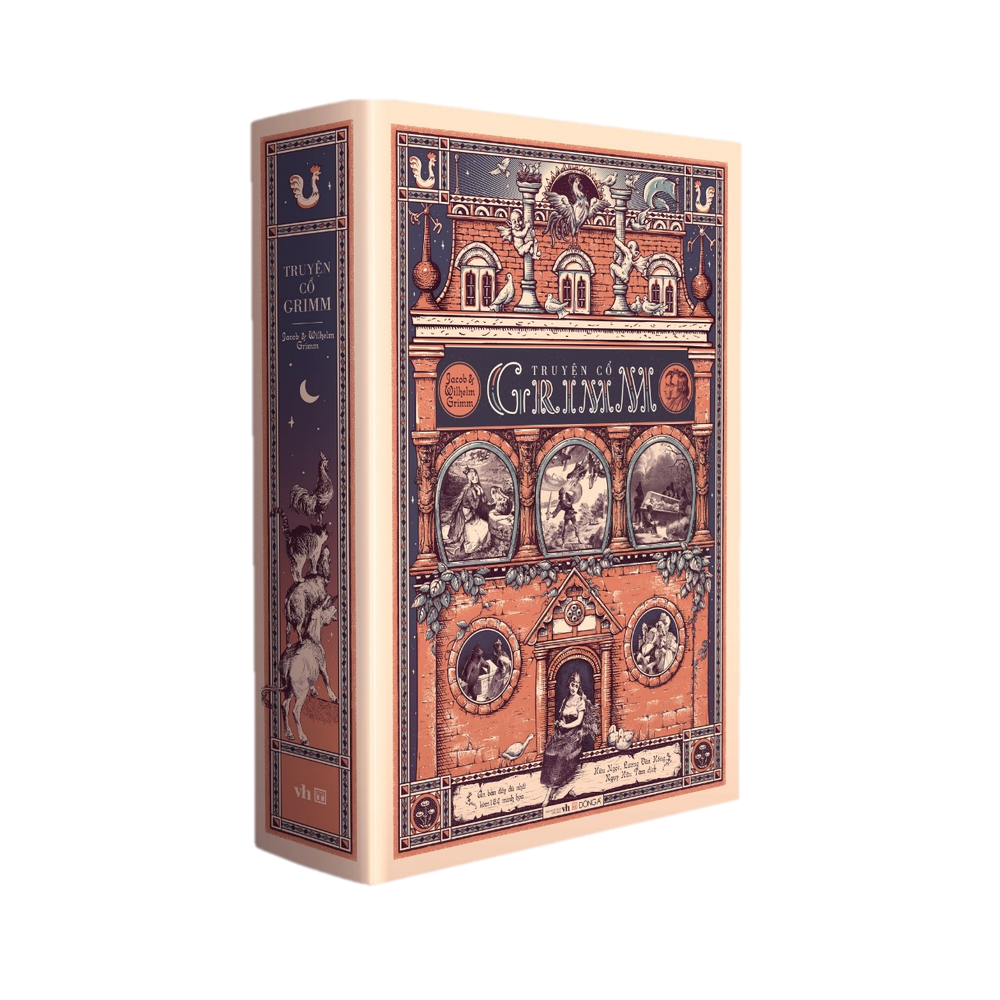 TRUYỆN
CỔ
GRIMM
Jacob & Wilhelm
Grimm
vh
Jacob &
Wilhelm
Grimm
TRUYỆN CỔ
GRIMM
Ấn bản đầy đủ nhất
kèm 184 minh họa
Hữu Ngọc, Lương Văn Hồng,
Nguy Hữu Tâm dịch
vh ĐÔNG A